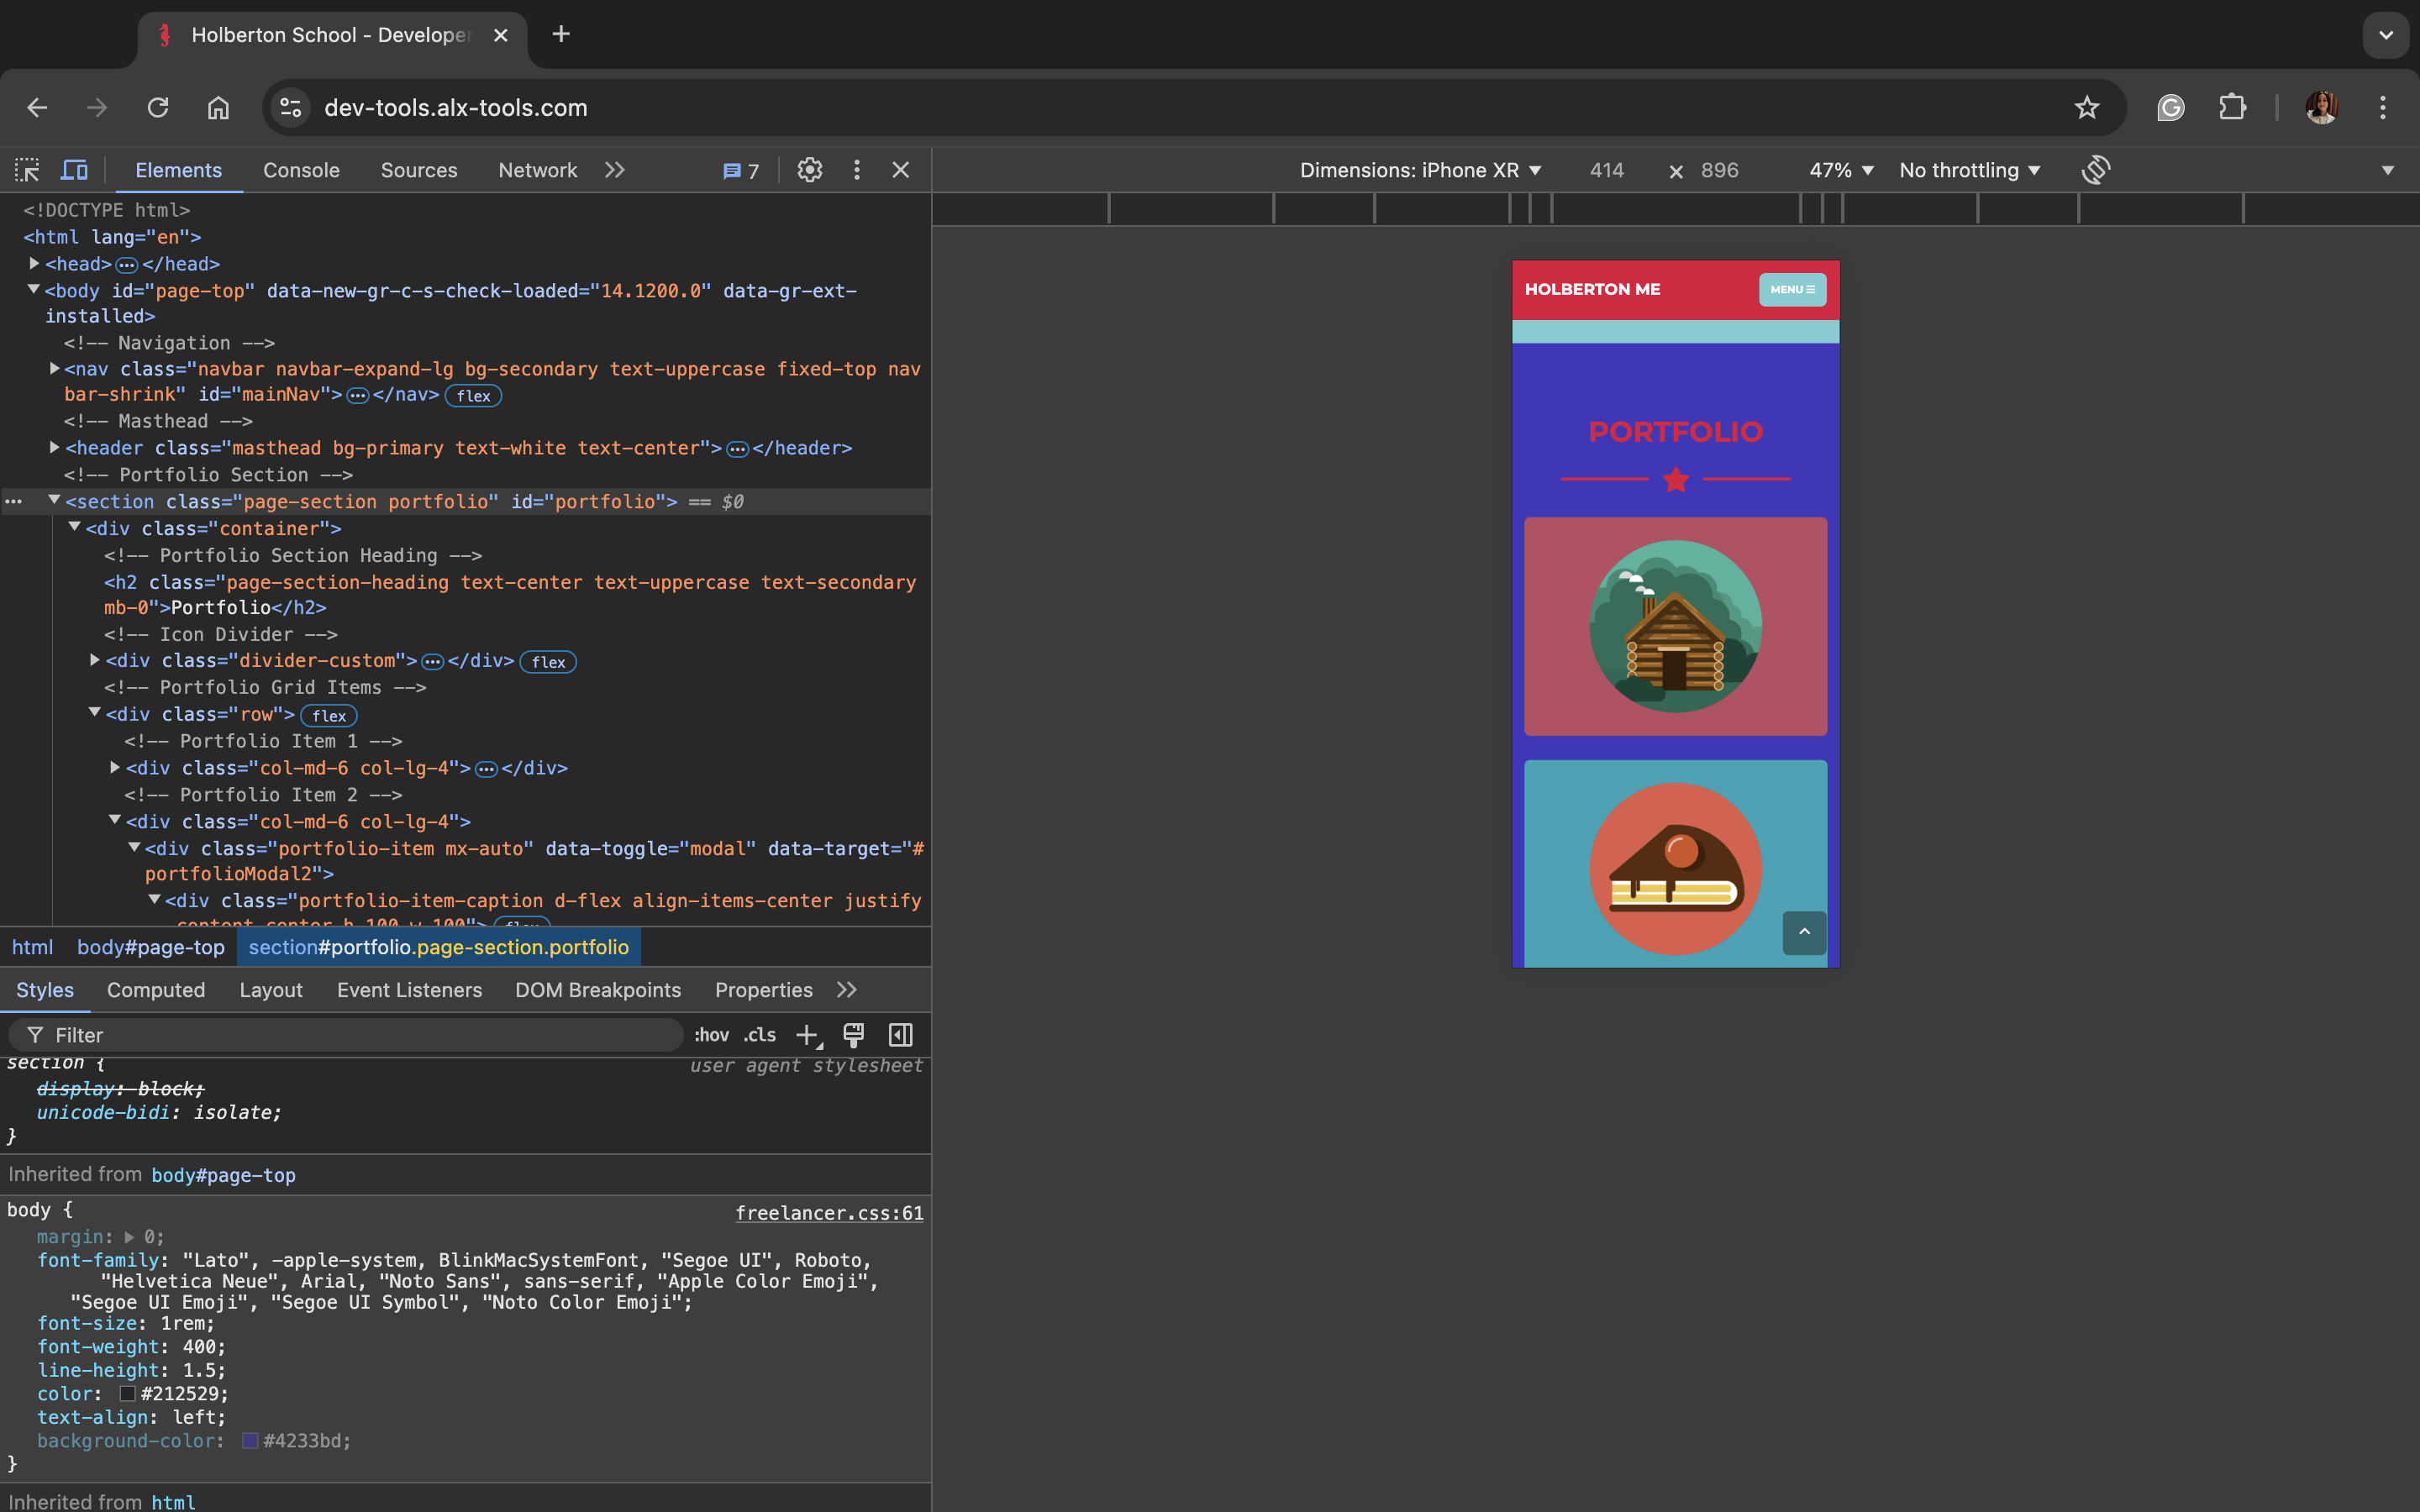 Holberton School - Developer
dev-tools.alx-tools.com
Elements Console Sources Network 7
Dimensions: iPhone XR 414 × 896 47% No throttling
<!DOCTYPE html>
<html lang="en">
<head> </head>
<body id="page-top" data-new-gr-c-s-check-loaded="14.1200.0" data-gr-ext-
installed>
<!-- Navigation -->
<nav class="navbar navbar-expand-lg bg-secondary text-uppercase fixed-top nav
bar-shrink" id="mainNav"> </nav> flex
<!-- Masthead -->
<header class="masthead bg-primary text-white text-center"> </header>
<!-- Portfolio Section -->
<section class="page-section portfolio" id="portfolio"> == $0
<div class="container">
<!-- Portfolio Section Heading -->
<h2 class="page-section-heading text-center text-uppercase text-secondary
mb-0">Portfolio</h2>
<!-- Icon Divider -->
<div class="divider-custom"> </div> flex
<!-- Portfolio Grid Items -->
<div class="row"> flex
<!-- Portfolio Item 1 -->
<div class="col-md-6 col-lg-4"> </div>
<!-- Portfolio Item 2 -->
<div class="col-md-6 col-lg-4">
<div class="portfolio-item mx-auto" data-toggle="modal" data-target="#
portfolioModal2">
<div class="portfolio-item-caption d-flex align-items-center justify
-content-center h-100 w-100"> flex
html body#page-top section#portfolio.page-section.portfolio
Styles Computed Layout Event Listeners DOM Breakpoints Properties
Filter :hov .cls
section { user agent stylesheet
display: block;
unicode-bidi: isolate;
}
Inherited from body#page-top
body { freelancer.css:61
margin: 0;
font-family: "Lato", -apple-system, BlinkMacSystemFont, "Segoe UI", Roboto,
"Helvetica Neue", Arial, "Noto Sans", sans-serif, "Apple Color Emoji",
"Segoe UI Emoji", "Segoe UI Symbol", "Noto Color Emoji";
font-size: 1rem;
font-weight: 400;
line-height: 1.5;
color: #212529;
text-align: left;
background-color: #4233bd;
}
Inherited from html
HOLBERTON ME MENU
PORTFOLIO